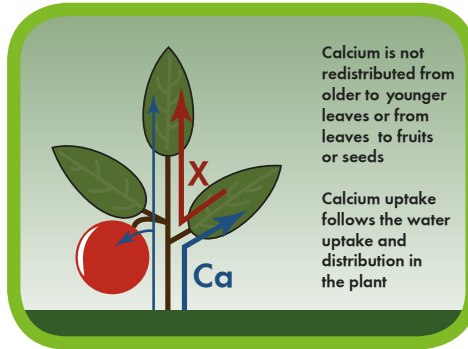 Calcium is not
redistributed from
older to younger
leaves or from
leaves to fruits
or seeds
Calcium uptake
follows the water
uptake and
distribution in
the plant
X
Ca